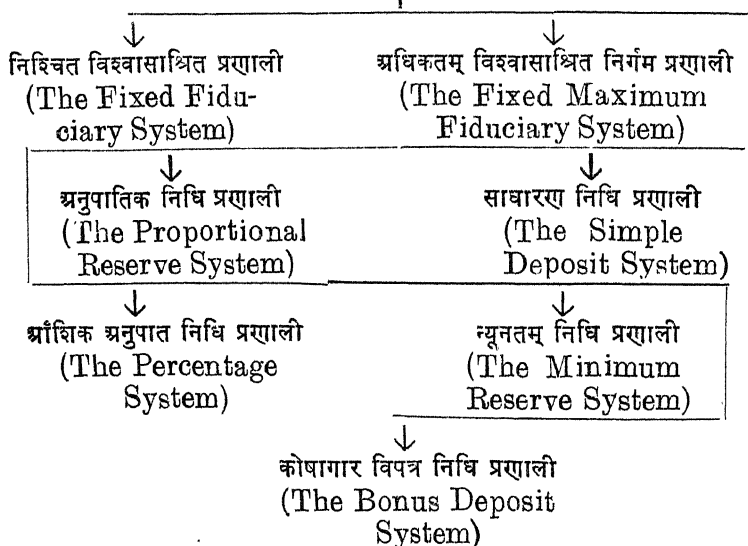 निश्चित विश्वासाश्रित प्रणाली
(The Fixed Fidu-
ciary System)
अधिकतम् विश्वासाश्रित निर्गम प्रणाली
(The Fixed Maximum
Fiduciary System)
अनुपातिक निधि प्रणाली
(The Proportional
Reserve System)
साधारण निधि प्रणाली
(The Simple
Deposit System)
आँशिक अनुपात निधि प्रणाली
(The Percentage
System)
न्यूनतम् निधि प्रणाली
(The Minimum
Reserve System)
कोषागार विपत्र निधि प्रणाली
(The Bonus Deposit
System)